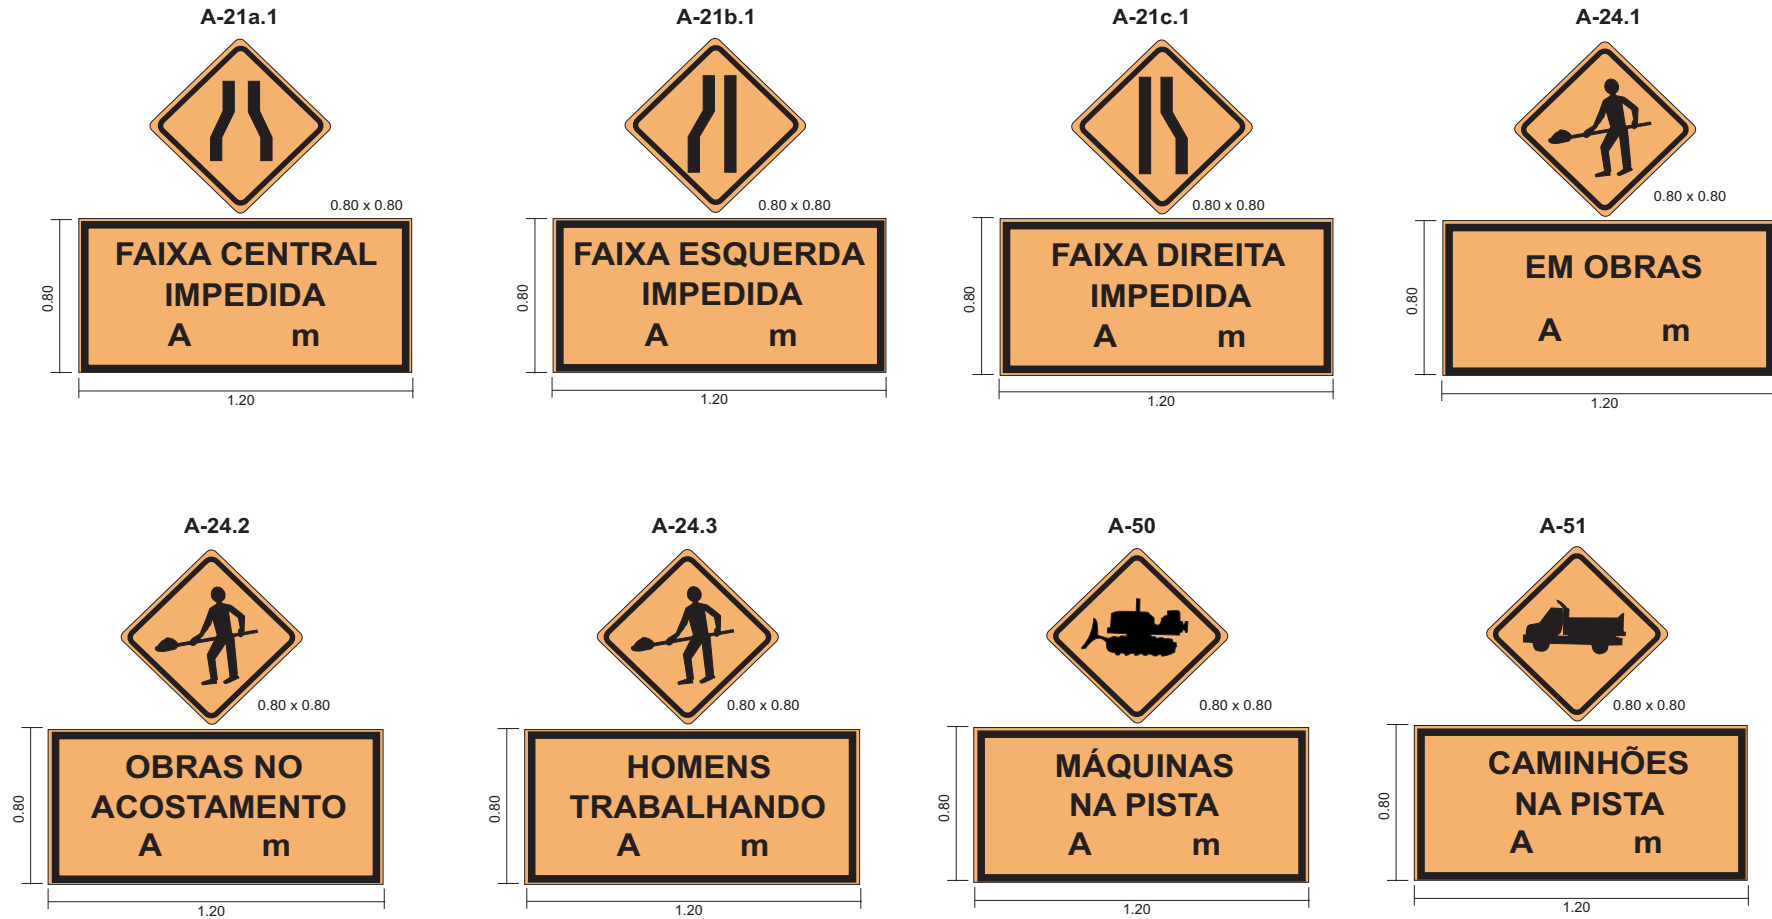 A-21a.1
0.80 x 0.80
FAIXA CENTRAL
IMPEDIDA
A m
0.80
1.20
A-21b.1
0.80 x 0.80
FAIXA ESQUERDA
IMPEDIDA
A m
0.80
1.20
A-21c.1
0.80 x 0.80
FAIXA DIREITA
IMPEDIDA
A m
0.80
1.20
A-24.1
0.80 x 0.80
EM OBRAS
A m
0.80
1.20
A-24.2
0.80 x 0.80
OBRAS NO
ACOSTAMENTO
A m
0.80
1.20
A-24.3
0.80 x 0.80
HOMENS
TRABALHANDO
A m
0.80
1.20
A-50
0.80 x 0.80
MÁQUINAS
NA PISTA
A m
0.80
1.20
A-51
0.80 x 0.80
CAMINHÕES
NA PISTA
A m
0.80
1.20